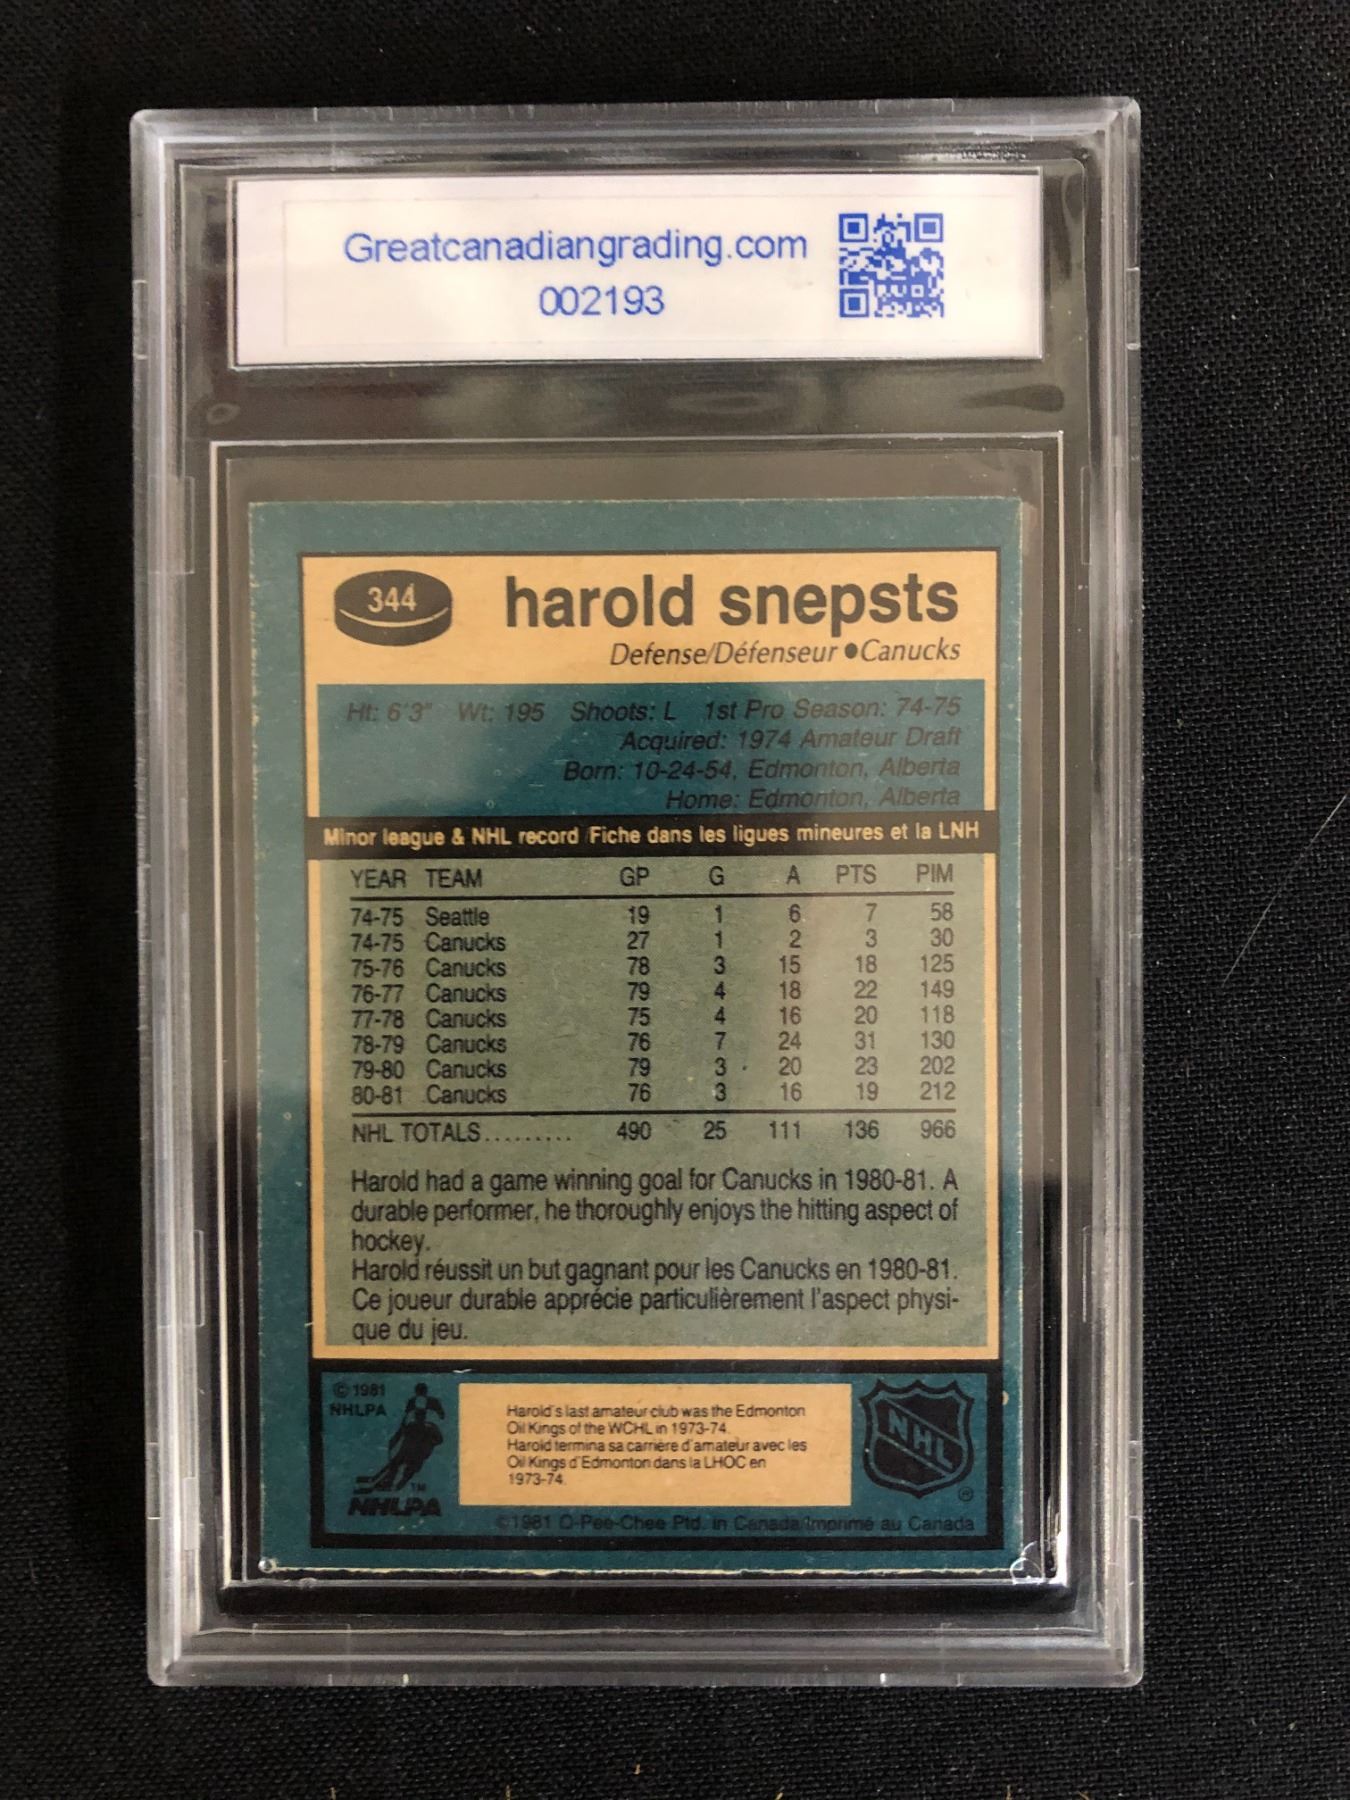 Greatcanadiangrading.com
002193
344
harold snepsts
Defense/Défenseur ●Canucks
Ht: 6'3" Wt: 195 Shoots: L 1st Pro Season: 74-75
Acquired: 1974 Amateur Draft
Born: 10-24-54, Edmonton, Alberta
Home: Edmonton, Alberta
Minor league & NHL record/Fiche dans les ligues mineures et la LNH
YEAR TEAM GP G A PTS PIM
74-75 Seattle 19 1 6 7 58
74-75 Canucks 27 1 2 3 30
75-76 Canucks 78 3 15 18 125
76-77 Canucks 79 4 18 22 149
77-78 Canucks 75 4 16 20 118
78-79 Canucks 76 7 24 31 130
79-80 Canucks 79 3 20 23 202
80-81 Canucks 76 3 16 19 212
NHL TOTALS......... 490 25 111 136 966
Harold had a game winning goal for Canucks in 1980-81. A
durable performer, he thoroughly enjoys the hitting aspect of
hockey.
Harold réussit un but gagnant pour les Canucks en 1980-81.
Ce joueur durable apprécie particulièrement l'aspect physi-
que du jeu.
© 1981
NHLPA
TM
NHLPA
Harold's last amateur club was the Edmonton
Oil Kings of the WCHL in 1973-74.
Harold termina sa carrière d'amateur avec les
Oil Kings d'Edmonton dans la LHOC en
1973-74.
NHL
®
©1981 O-Pee-Chee Ptd. in Canada/Imprimé au Canada